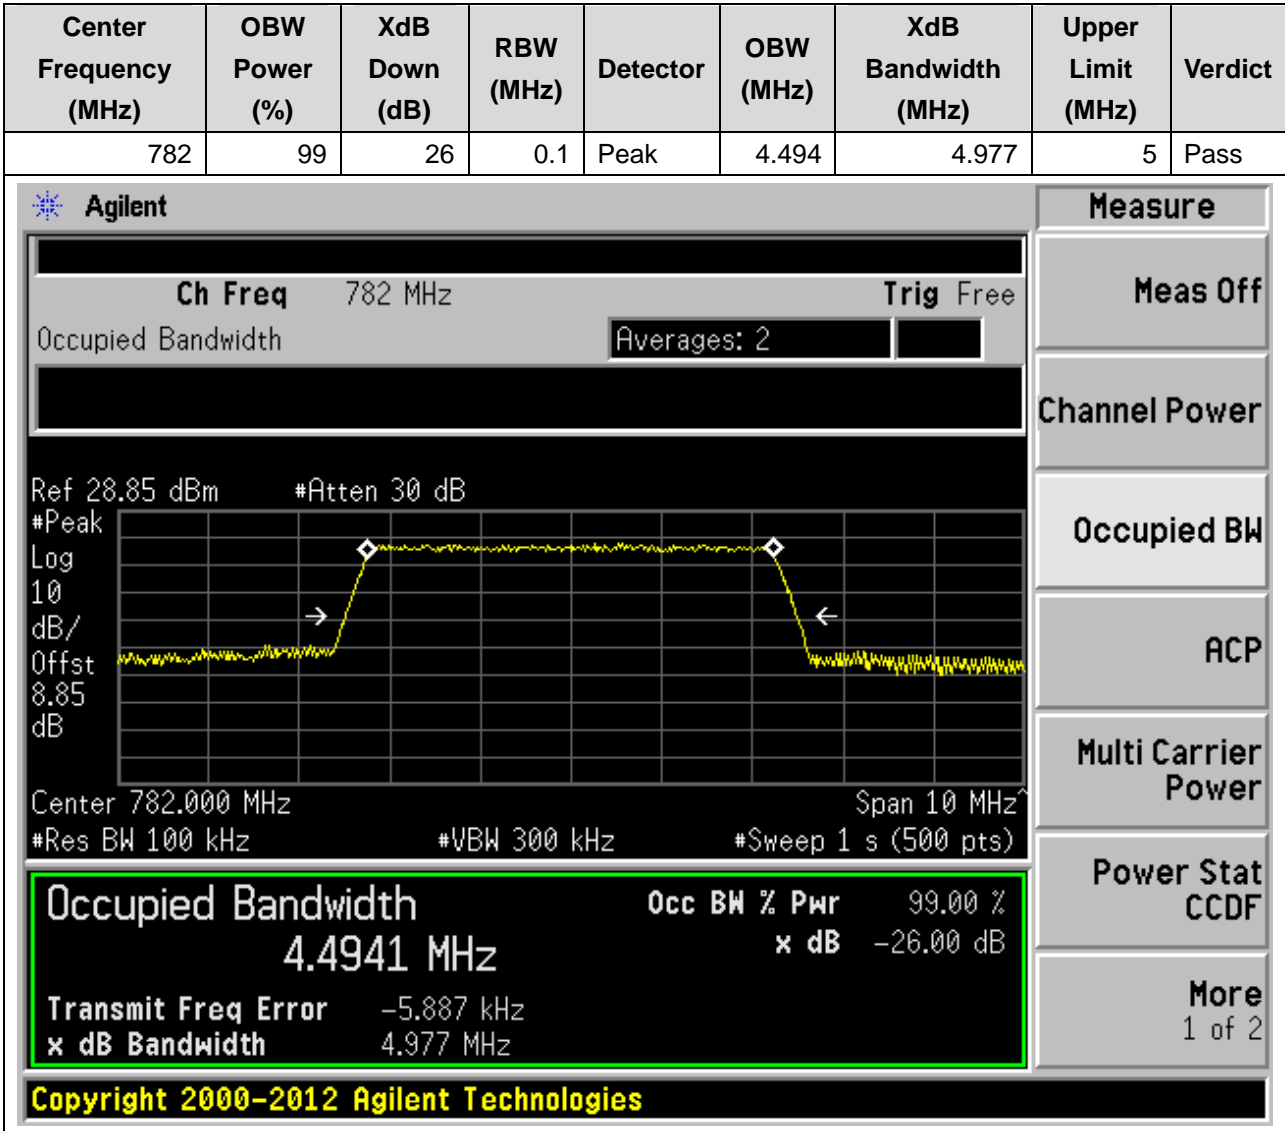 Center Frequency (MHz) OBW Power (%) XdB Down (dB) RBW (MHz) Detector OBW (MHz) XdB Bandwidth (MHz) Upper Limit (MHz) Verdict
782 99 26 0.1 Peak 4.494 4.977 5 Pass
Agilent
Measure
Ch Freq 782 MHz Trig Free
Meas Off
Occupied Bandwidth Averages: 2
Channel Power
Ref 28.85 dBm #Atten 30 dB
#Peak
Log
10
dB/
Offst
8.85
dB
Occupied BW
ACP
Multi Carrier
Power
Center 782.000 MHz Span 10 MHz^
#Res BW 100 kHz #VBW 300 kHz #Sweep 1 s (500 pts)
Power Stat
CCDF
Occupied Bandwidth Occ BW % Pwr 99.00 %
4.4941 MHz x dB -26.00 dB
Transmit Freq Error -5.887 kHz
x dB Bandwidth 4.977 MHz
More
1 of 2
Copyright 2000-2012 Agilent Technologies